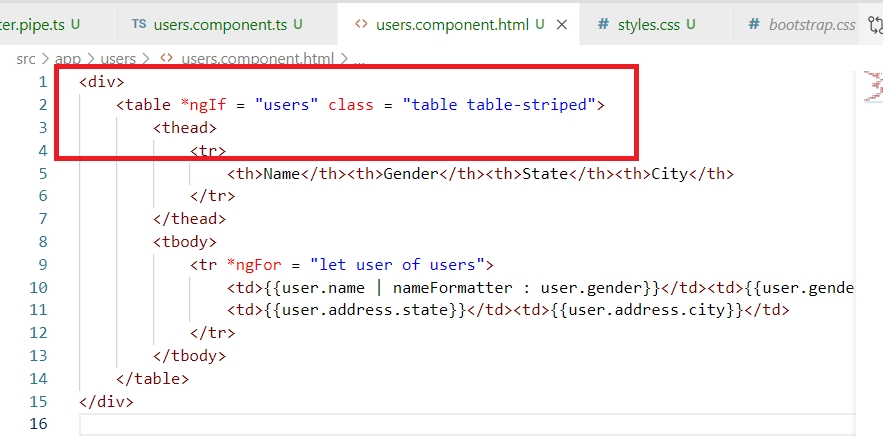 ter.pipe.ts U TS users.component.ts U <> users.component.html U × # styles.css U # bootstrap.css
src > app > users > <> users.component.html > ...
1 <div>
2 <table *ngIf = "users" class = "table table-striped">
3 <thead>
4 <tr>
5 <th>Name</th><th>Gender</th><th>State</th><th>City</th>
6 </tr>
7 </thead>
8 <tbody>
9 <tr *ngFor = "let user of users">
10 <td>{{user.name | nameFormatter : user.gender}}</td><td>{{user.gende
11 <td>{{user.address.state}}</td><td>{{user.address.city}}</td>
12 </tr>
13 </tbody>
14 </table>
15 </div>
16